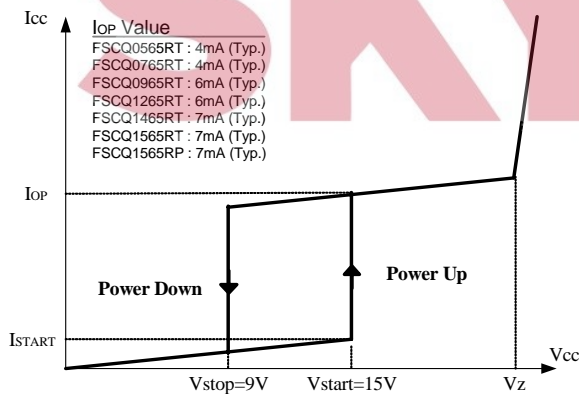 Icc
IOP Value
FSCQ0565RT : 4mA (Typ.)
FSCQ0765RT : 4mA (Typ.)
FSCQ0965RT : 6mA (Typ.)
FSCQ1265RT : 6mA (Typ.)
FSCQ1465RT : 7mA (Typ.)
FSCQ1565RT : 7mA (Typ.)
FSCQ1565RP : 7mA (Typ.)
SKY
IOP
Power Down
Power Up
ISTART
Vcc
Vstop=9V
Vstart=15V
Vz